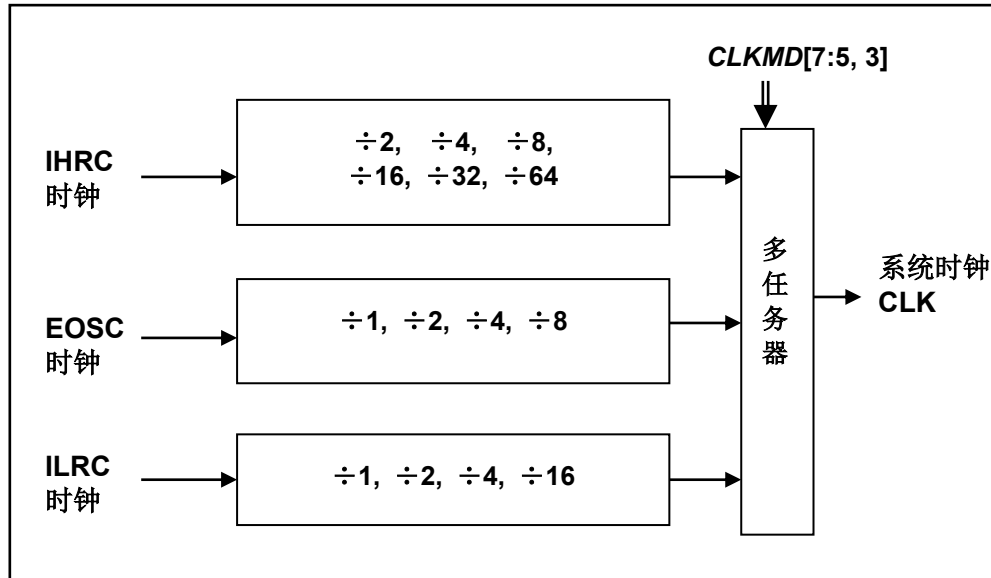 CLKMD[7:5, 3]
IHRC
时钟
÷2, ÷4, ÷8,
÷16, ÷32, ÷64
EOSC
时钟
÷1, ÷2, ÷4, ÷8
ILRC
时钟
÷1, ÷2, ÷4, ÷16
多
任
务
器
系统时钟
CLK